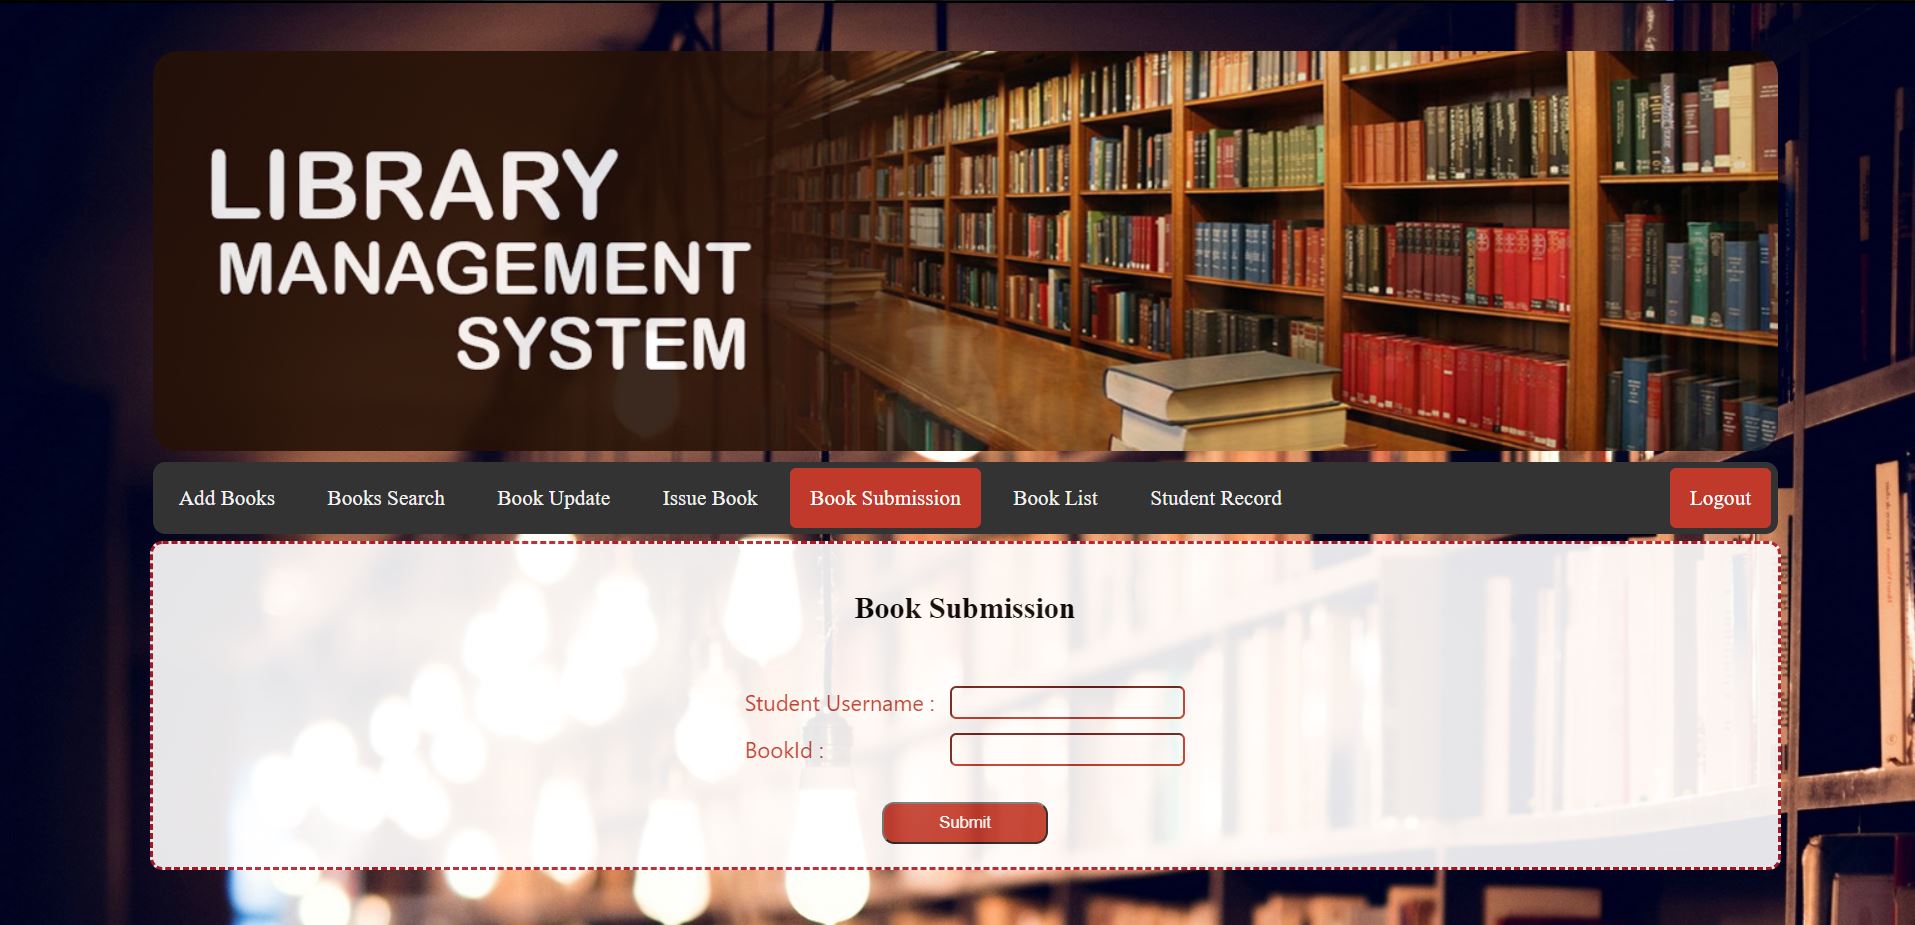 LIBRARY
MANAGEMENT
SYSTEM
Add Books Books Search Book Update Issue Book Book Submission Book List Student Record Logout
Book Submission
Student Username :
BookId :
Submit